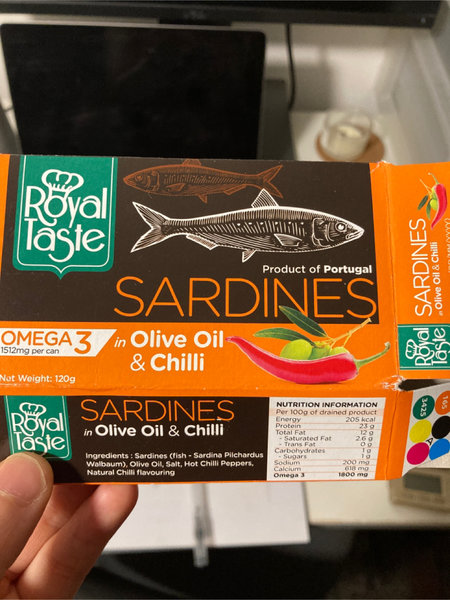 Royal
Taste
Product of Portugal
SARDINES
OMEGA 3
1512mg per can
in Olive Oil
& Chilli
Net Weight: 120g
SARDINES
in Olive Oil & Chilli
Royal
Taste
Royal
Taste
SARDINES
in Olive Oil & Chilli
Ingredients : Sardines (fish - Sardina Pilchardus
Walbaum), Olive Oil, Salt, Hot Chilli Peppers,
Natural Chilli flavouring
NUTRITION INFORMATION
Per 100g of drained product
Energy 205 kcal
Protein 23 g
Total Fat 12 g
- Saturated Fat 2.6 g
- Trans Fat 0 g
Carbohydrates 1 g
- Sugars 1 g
Sodium 200 mg
Calcium 618 mg
Omega 3 1800 mg
165
3425
A